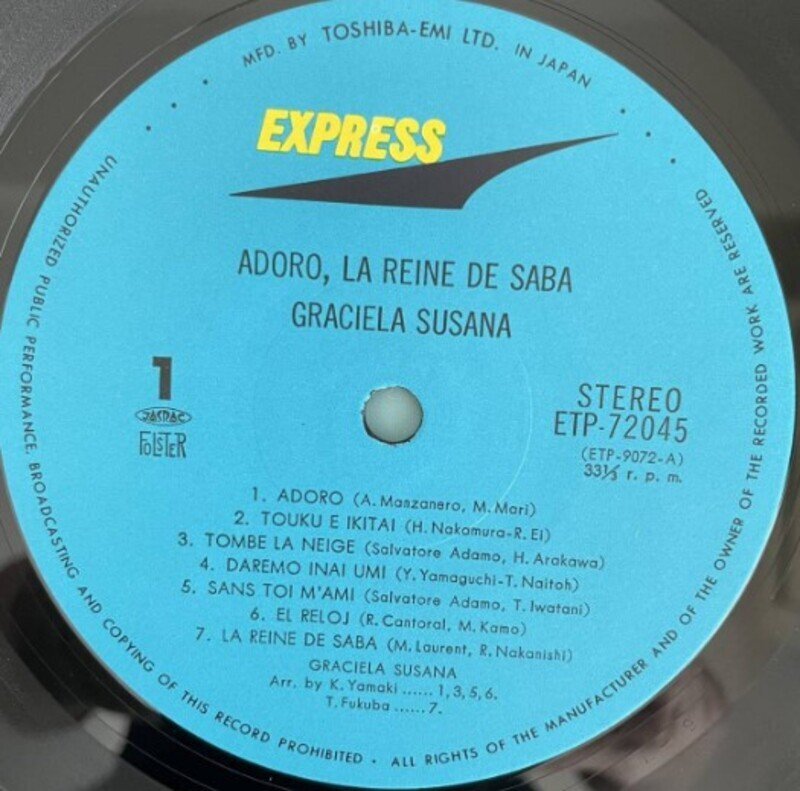 MFD. BY TOSHIBA-EMI LTD. IN JAPAN
EXPRESS
ADORO, LA REINE DE SABA
GRACIELA SUSANA
1
JASRAC
FOLSTER
STEREO
ETP-72045
(ETP-9072-A)
33⅓ r. p. m.
1. ADORO (A. Manzanero, M. Mari)
2. TOUKU E IKITAI (H. Nakamura-R. EI)
3. TOMBE LA NEIGE (Salvatore Adamo, H. Arakawa)
4. DAREMO INAI UMI (Y. Yamaguchi-T. Naitoh)
5. SANS TOI M'AMI (Salvatore Adamo, T. Iwatani)
6. EL RELOJ (R. Cantoral, M. Kamo)
7. LA REINE DE SABA (M. Laurent, R. Nakanishi)
GRACIELA SUSANA
Arr. by K. Yamaki ...... 1, 3, 5, 6.
T. Fukuba ...... 7.
UNAUTHORIZED PUBLIC PERFORMANCE, BROADCASTING AND COPYING OF THIS RECORD PROHIBITED • ALL RIGHTS OF THE MANUFACTURER AND OF THE OWNER OF THE RECORDED WORK ARE RESERVED